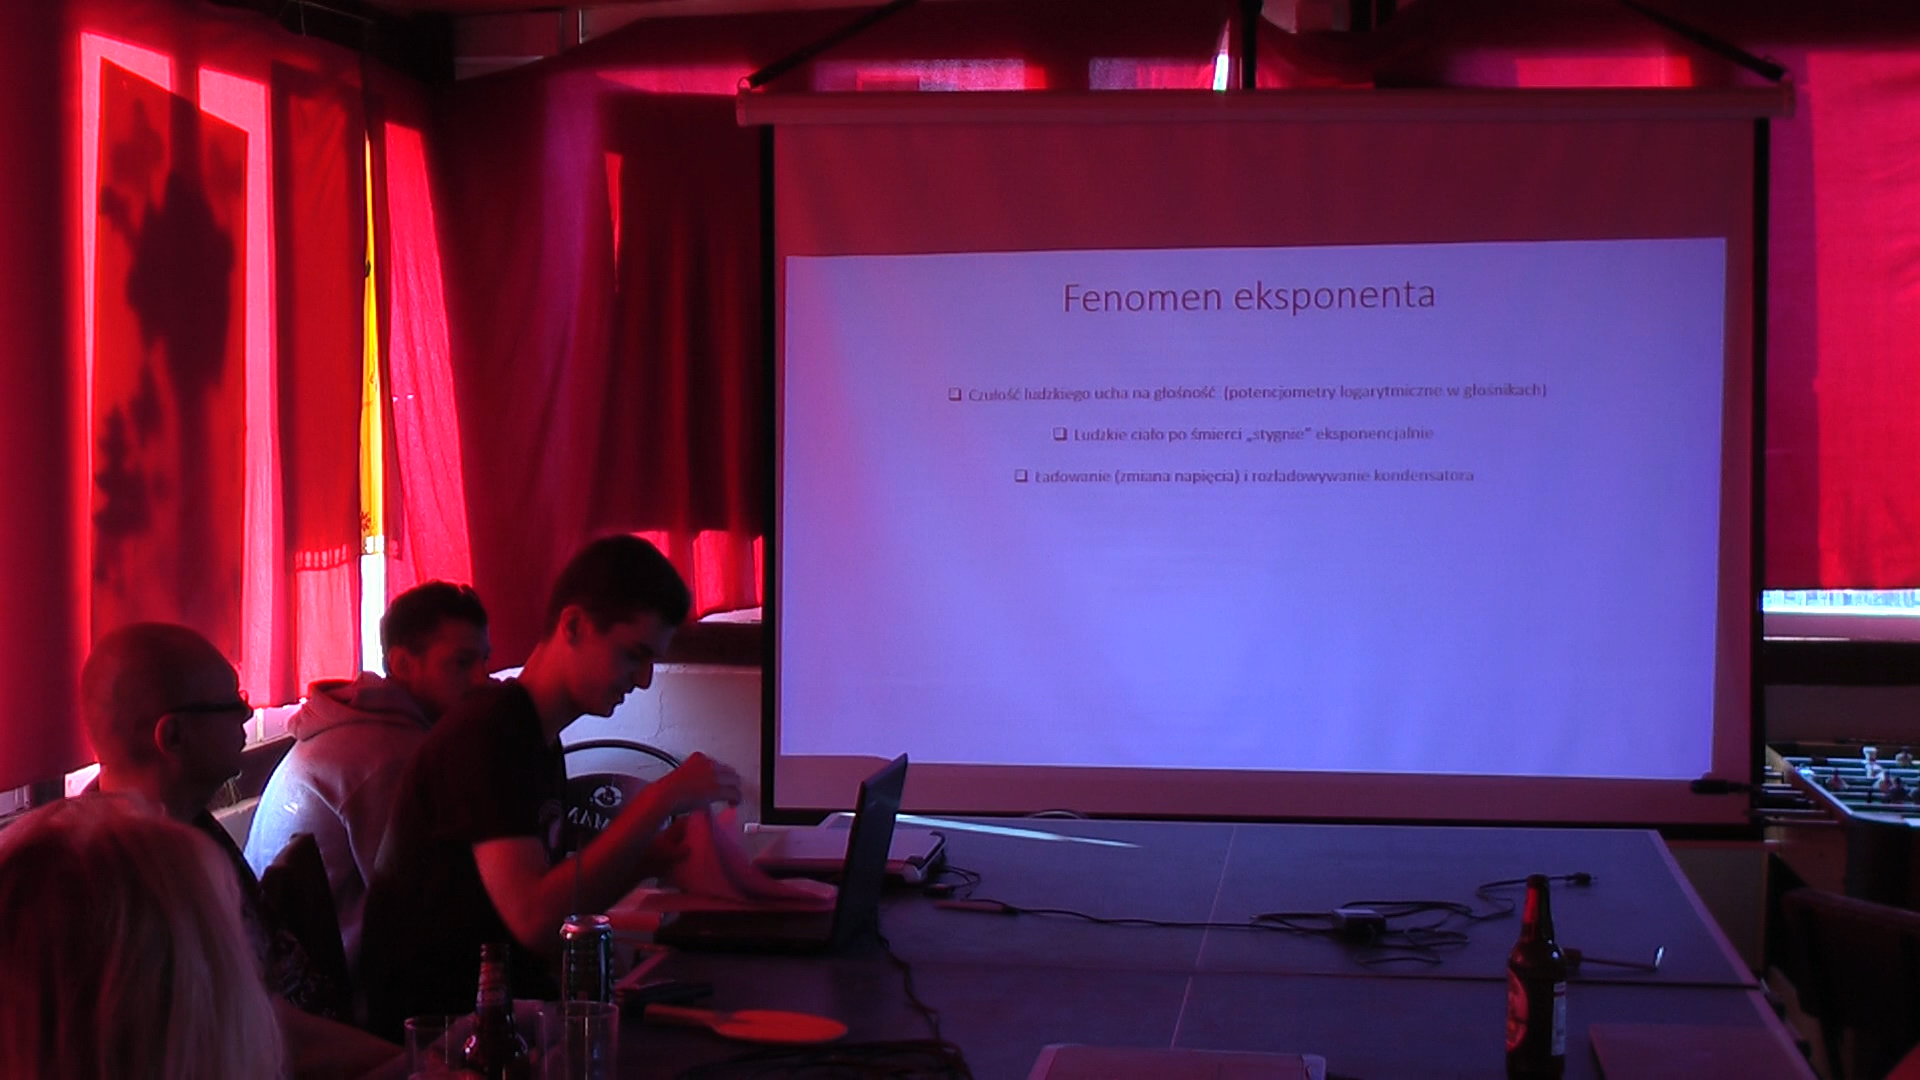 Fenomen eksponenta
❑ Czułość ludzkiego ucha na głośność (potencjometry logarytmiczne w głośnikach)
❑ Ludzkie ciało po śmierci „stygnie” eksponencjalnie
❑ Ładowanie (zmiana napięcia) i rozładowywanie kondensatora